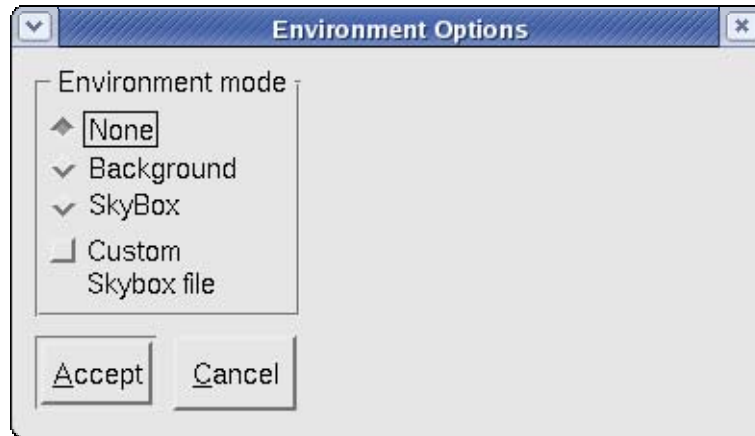 Environment Options
Environment mode
None
Background
SkyBox
Custom
Skybox file
Accept
Cancel